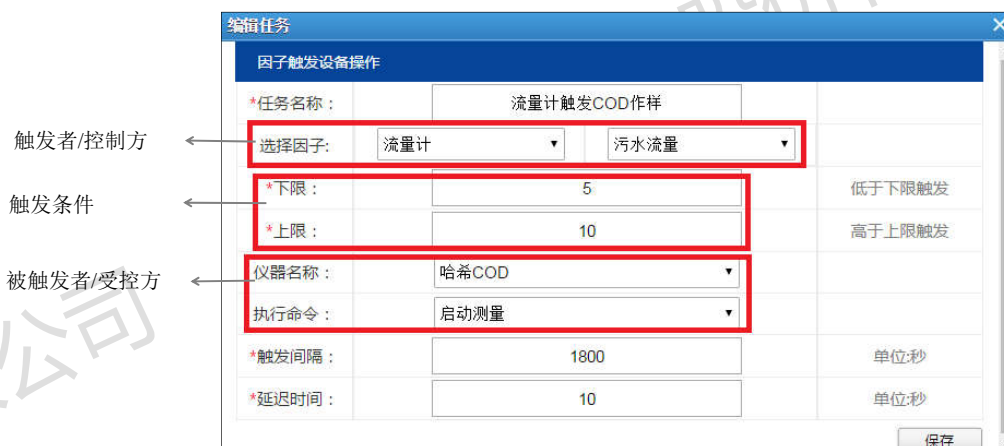 编辑任务
因子触发设备操作
*任务名称： 流量计触发COD作样
触发者/控制方 选择因子: 流量计 污水流量
*下限： 5 低于下限触发
触发条件
*上限： 10 高于上限触发
被触发者/受控方 仪器名称： 哈希COD
执行命令： 启动测量
*触发间隔： 1800 单位:秒
*延迟时间： 10 单位:秒
保存
公司